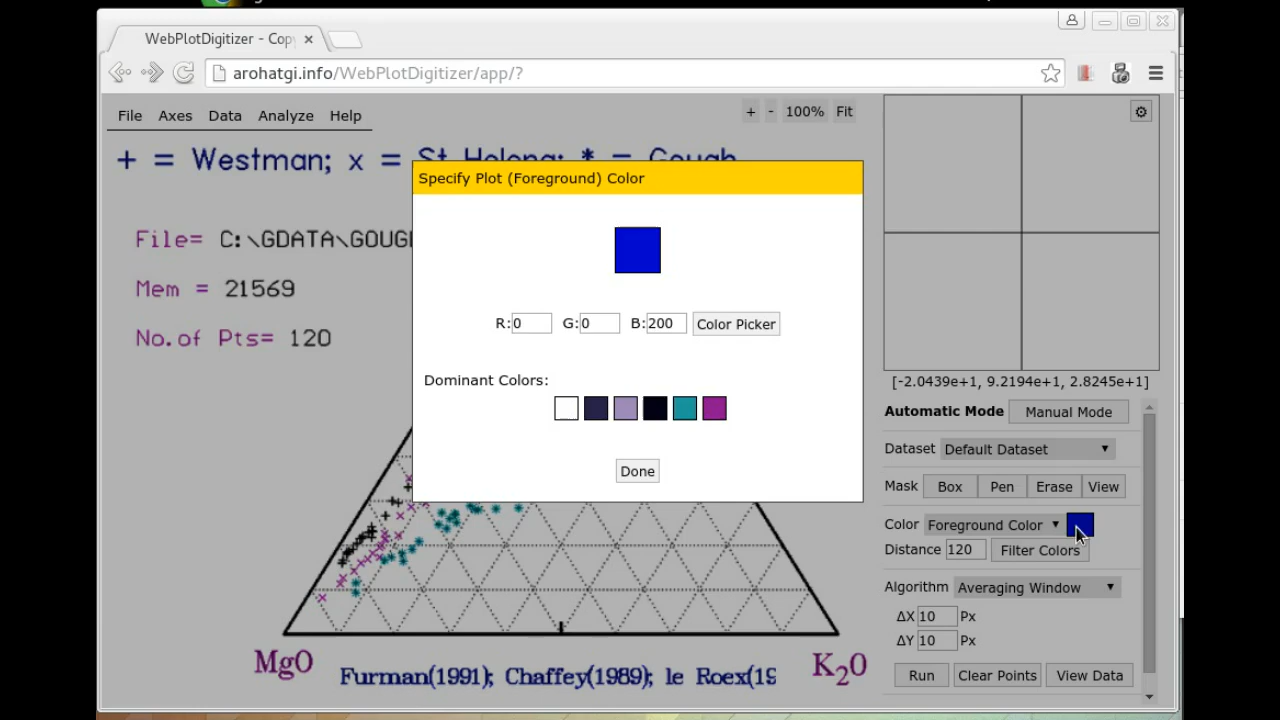 WebPlotDigitizer - Cop
arohatgi.info/WebPlotDigitizer/app/?
File Axes Data Analyze Help
+ - 100% Fit
+ = Westman; x = St Helena; * = Gough
Specify Plot (Foreground) Color
File= C:\GDATA\GOUG
Mem = 21569
No.of Pts= 120
R: 0 G: 0 B: 200 Color Picker
Dominant Colors:
Done
[-2.0439e+1, 9.2194e+1, 2.8245e+1]
Automatic Mode Manual Mode
Dataset Default Dataset
Mask Box Pen Erase View
Color Foreground Color
Distance 120 Filter Colors
Algorithm Averaging Window
ΔX 10 Px
ΔY 10 Px
Run Clear Points View Data
MgO K2O
Furman(1991); Chaffey(1989); le Roex(19